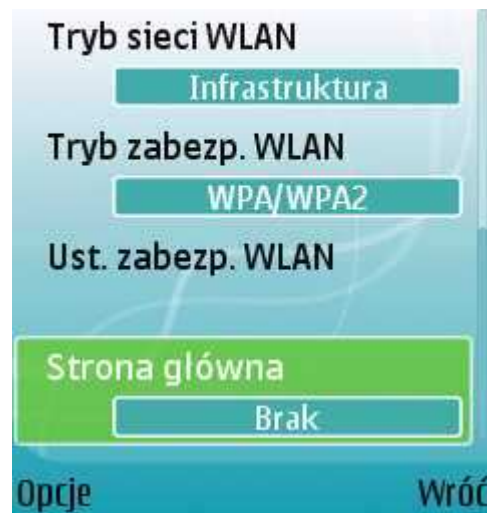 Tryb sieci WLAN
Infrastruktura
Tryb zabezp. WLAN
WPA/WPA2
Ust. zabezp. WLAN
Strona główna
Brak
Opcje Wróć